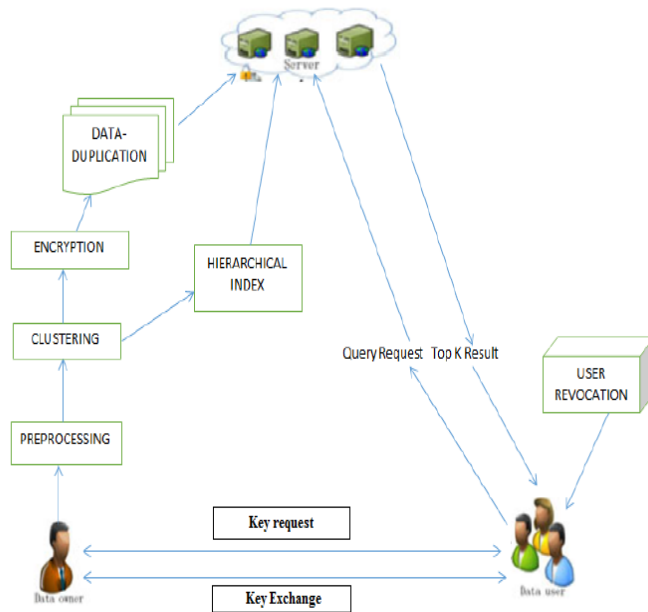 Server
DATA-
DUPLICATION
ENCRYPTION
HIERARCHICAL
INDEX
CLUSTERING
Query Request
Top K Result
USER
REVOCATION
PREPROCESSING
Key request
Data owner
Data user
Key Exchange